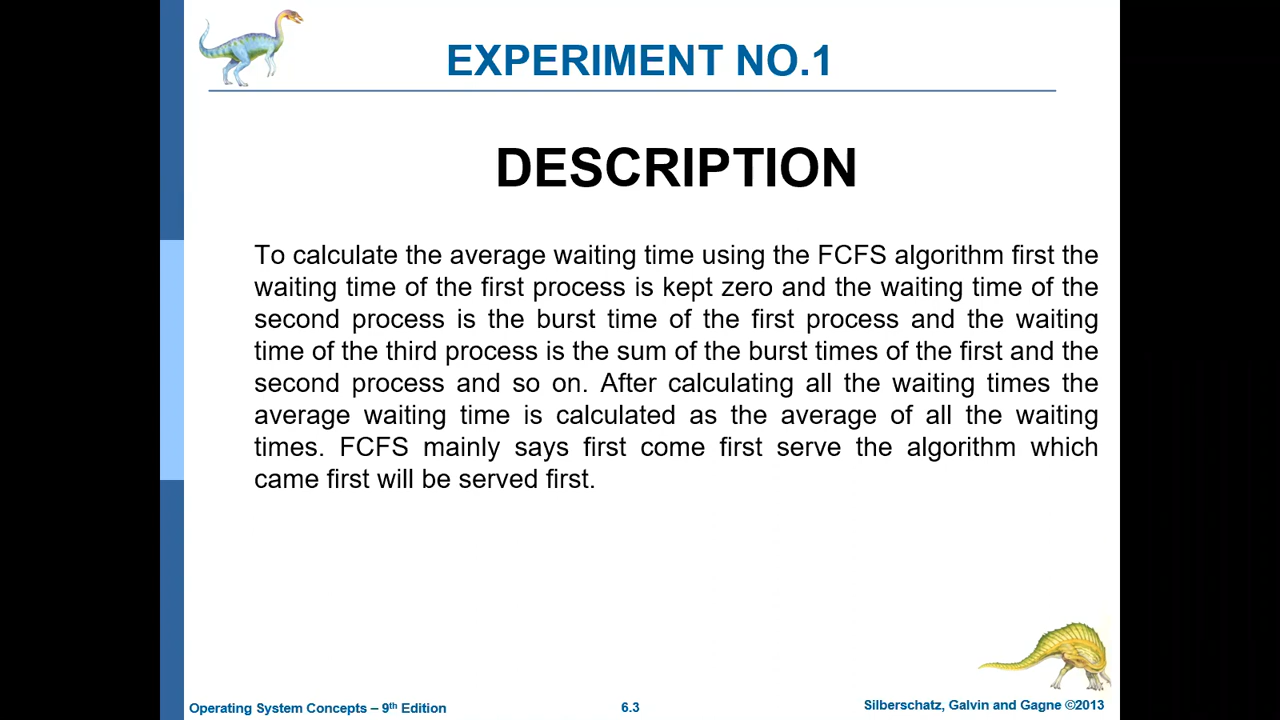 EXPERIMENT NO.1
DESCRIPTION
To calculate the average waiting time using the FCFS algorithm first the
waiting time of the first process is kept zero and the waiting time of the
second process is the burst time of the first process and the waiting
time of the third process is the sum of the burst times of the first and the
second process and so on. After calculating all the waiting times the
average waiting time is calculated as the average of all the waiting
times. FCFS mainly says first come first serve the algorithm which
came first will be served first.
Operating System Concepts – 9th Edition
6.3
Silberschatz, Galvin and Gagne ©2013